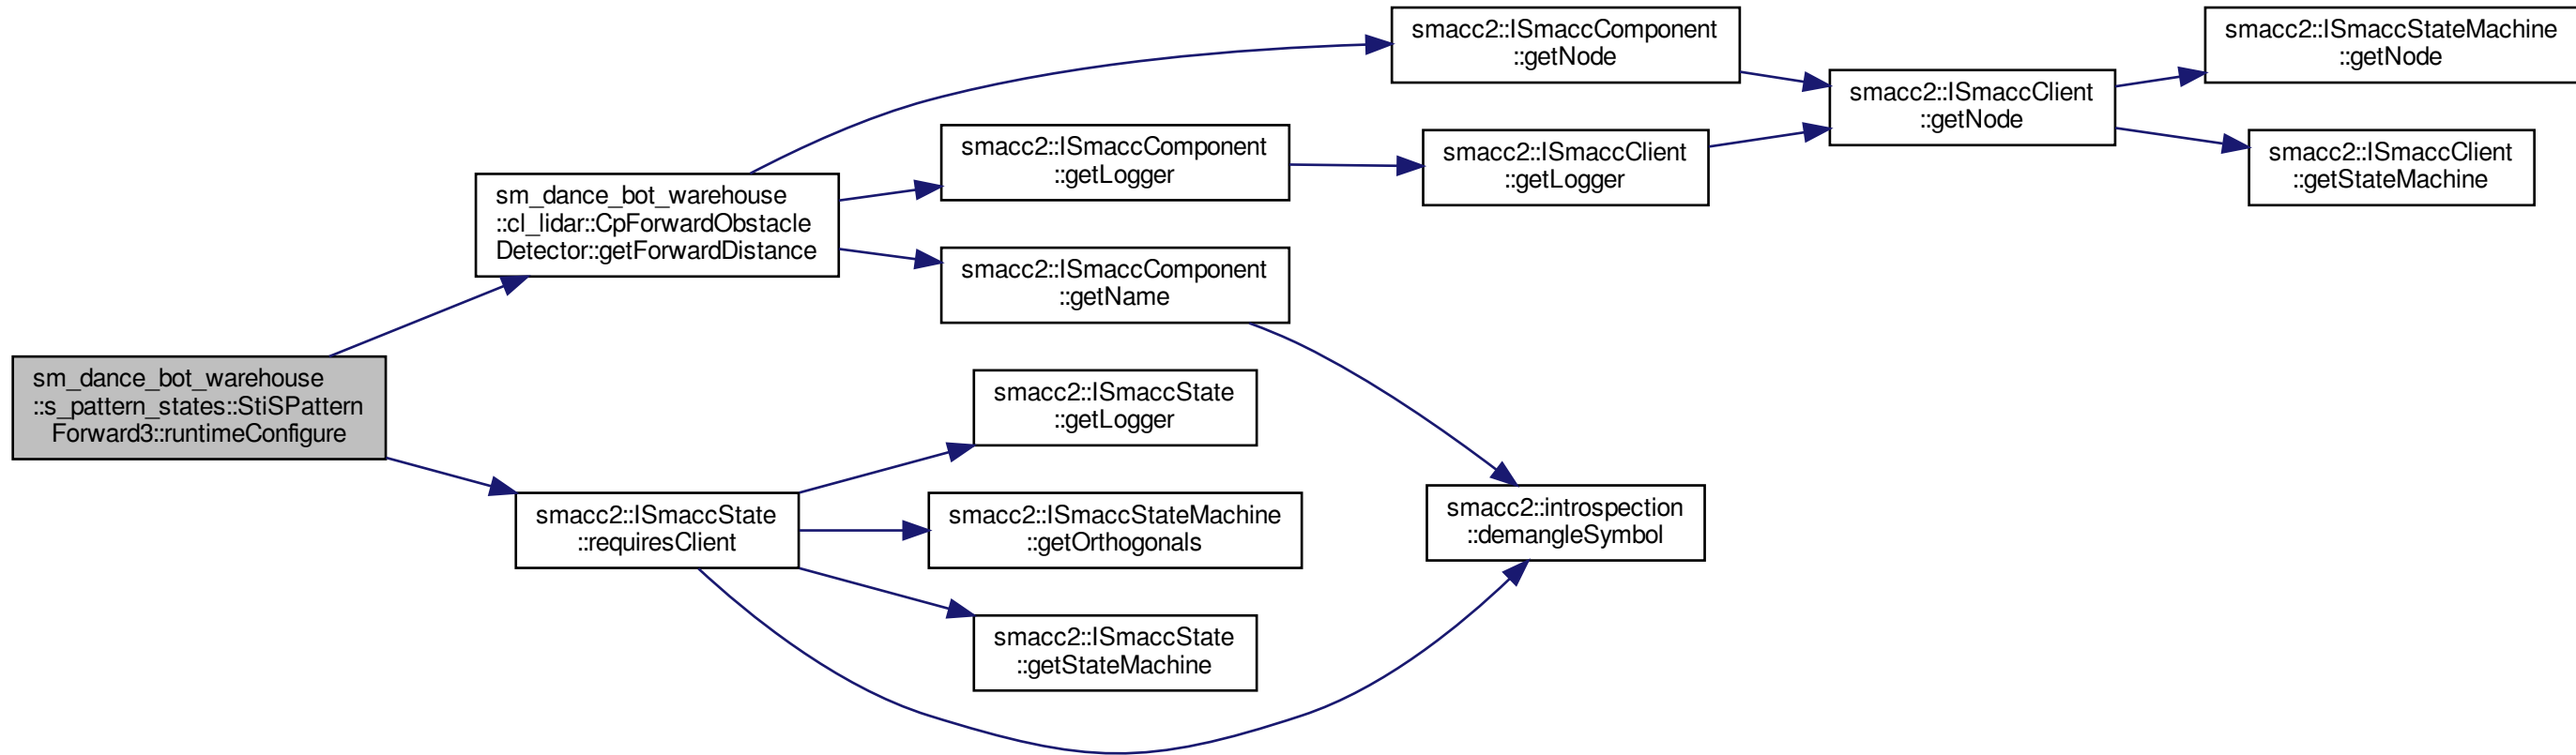 sm_dance_bot_warehouse
::s_pattern_states::StiSPattern
Forward3::runtimeConfigure
sm_dance_bot_warehouse
::cl_lidar::CpForwardObstacle
Detector::getForwardDistance
smacc2::ISmaccComponent
::getNode
smacc2::ISmaccClient
::getNode
smacc2::ISmaccStateMachine
::getNode
smacc2::ISmaccClient
::getStateMachine
smacc2::ISmaccComponent
::getLogger
smacc2::ISmaccClient
::getLogger
smacc2::ISmaccComponent
::getName
smacc2::introspection
::demangleSymbol
smacc2::ISmaccState
::requiresClient
smacc2::ISmaccState
::getLogger
smacc2::ISmaccStateMachine
::getOrthogonals
smacc2::ISmaccState
::getStateMachine